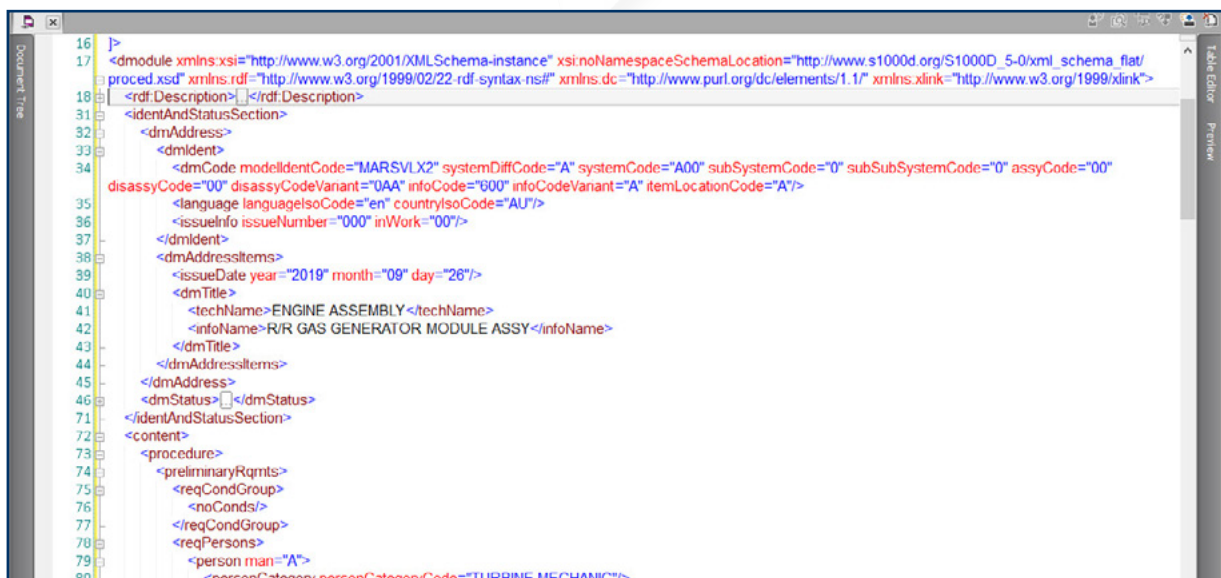 Document Tree
Table Editor
Preview
16 ]>
17 <dmodule xmlns:xsi="http://www.w3.org/2001/XMLSchema-instance" xsi:noNamespaceSchemaLocation="http://www.s1000d.org/S1000D_5-0/xml_schema_flat/
proced.xsd" xmlns:rdf="http://www.w3.org/1999/02/22-rdf-syntax-ns#" xmlns:dc="http://www.purl.org/dc/elements/1.1/" xmlns:xlink="http://www.w3.org/1999/xlink">
18 <rdf:Description>...</rdf:Description>
31 <identAndStatusSection>
32 <dmAddress>
33 <dmIdent>
34 <dmCode modelIdentCode="MARSVLX2" systemDiffCode="A" systemCode="A00" subSystemCode="0" subSubSystemCode="0" assyCode="00"
disassyCode="00" disassyCodeVariant="0AA" infoCode="600" infoCodeVariant="A" itemLocationCode="A"/>
35 <language languageIsoCode="en" countryIsoCode="AU"/>
36 <issueInfo issueNumber="000" inWork="00"/>
37 </dmIdent>
38 <dmAddressItems>
39 <issueDate year="2019" month="09" day="26"/>
40 <dmTitle>
41 <techName>ENGINE ASSEMBLY</techName>
42 <infoName>R/R GAS GENERATOR MODULE ASSY</infoName>
43 </dmTitle>
44 </dmAddressItems>
45 </dmAddress>
46 <dmStatus>...</dmStatus>
71 </identAndStatusSection>
72 <content>
73 <procedure>
74 <preliminaryRqmts>
75 <reqCondGroup>
76 <noConds/>
77 </reqCondGroup>
78 <reqPersons>
79 <person man="A">
80 <personCategory personCategoryCode="TURBINE MECHANIC"/>